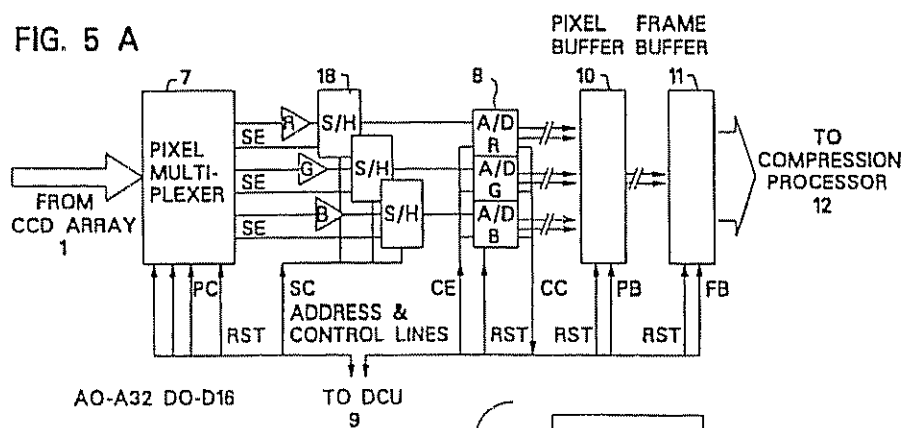 FIG. 5 A
PIXEL BUFFER
10
FRAME BUFFER
11
7
18
8
PIXEL
MULTI-
PLEXER
SE
SE
SE
R
G
B
S/H
S/H
S/H
A/D
R
A/D
G
A/D
B
FROM
CCD ARRAY
1
TO
COMPRESSION
PROCESSOR
12
PC
SC
CE
CC
PB
FB
ADDRESS &
CONTROL LINES
RST
RST
RST
RST
AO-A32 DO-D16
TO DCU
9